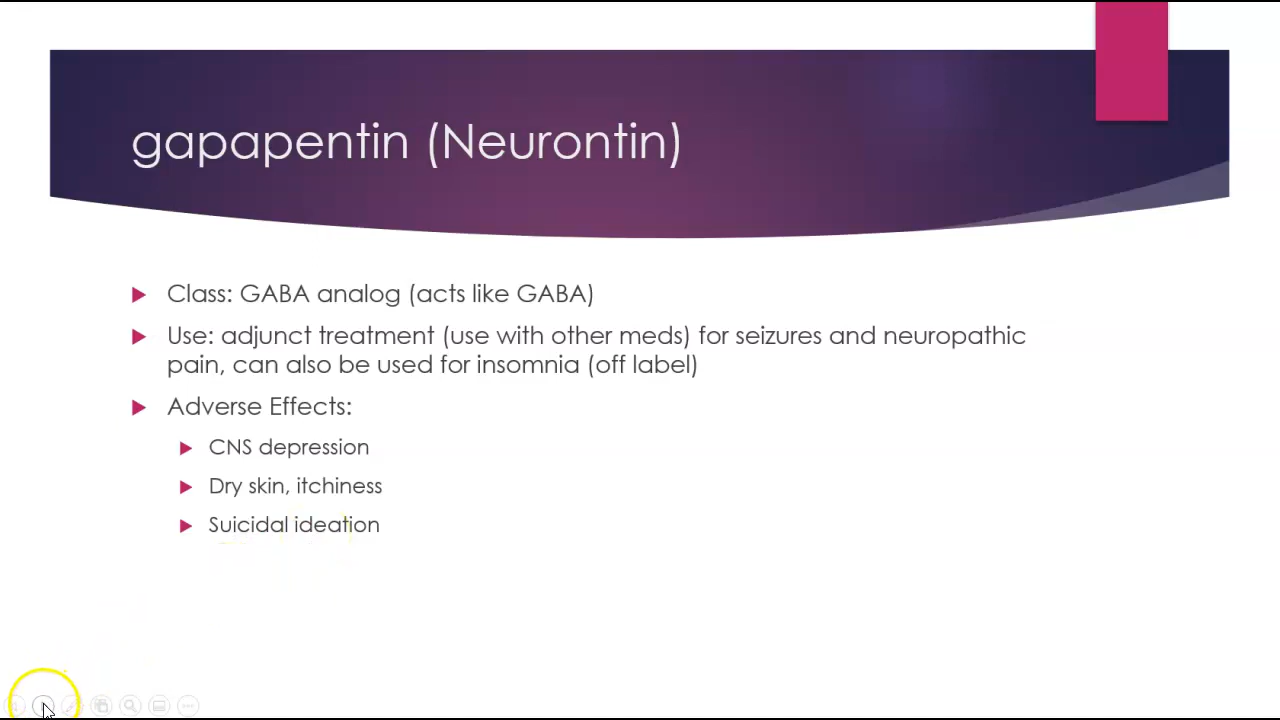 gapapentin (Neurontin)
Class: GABA analog (acts like GABA)
Use: adjunct treatment (use with other meds) for seizures and neuropathic
pain, can also be used for insomnia (off label)
Adverse Effects:
CNS depression
Dry skin, itchiness
Suicidal ideation